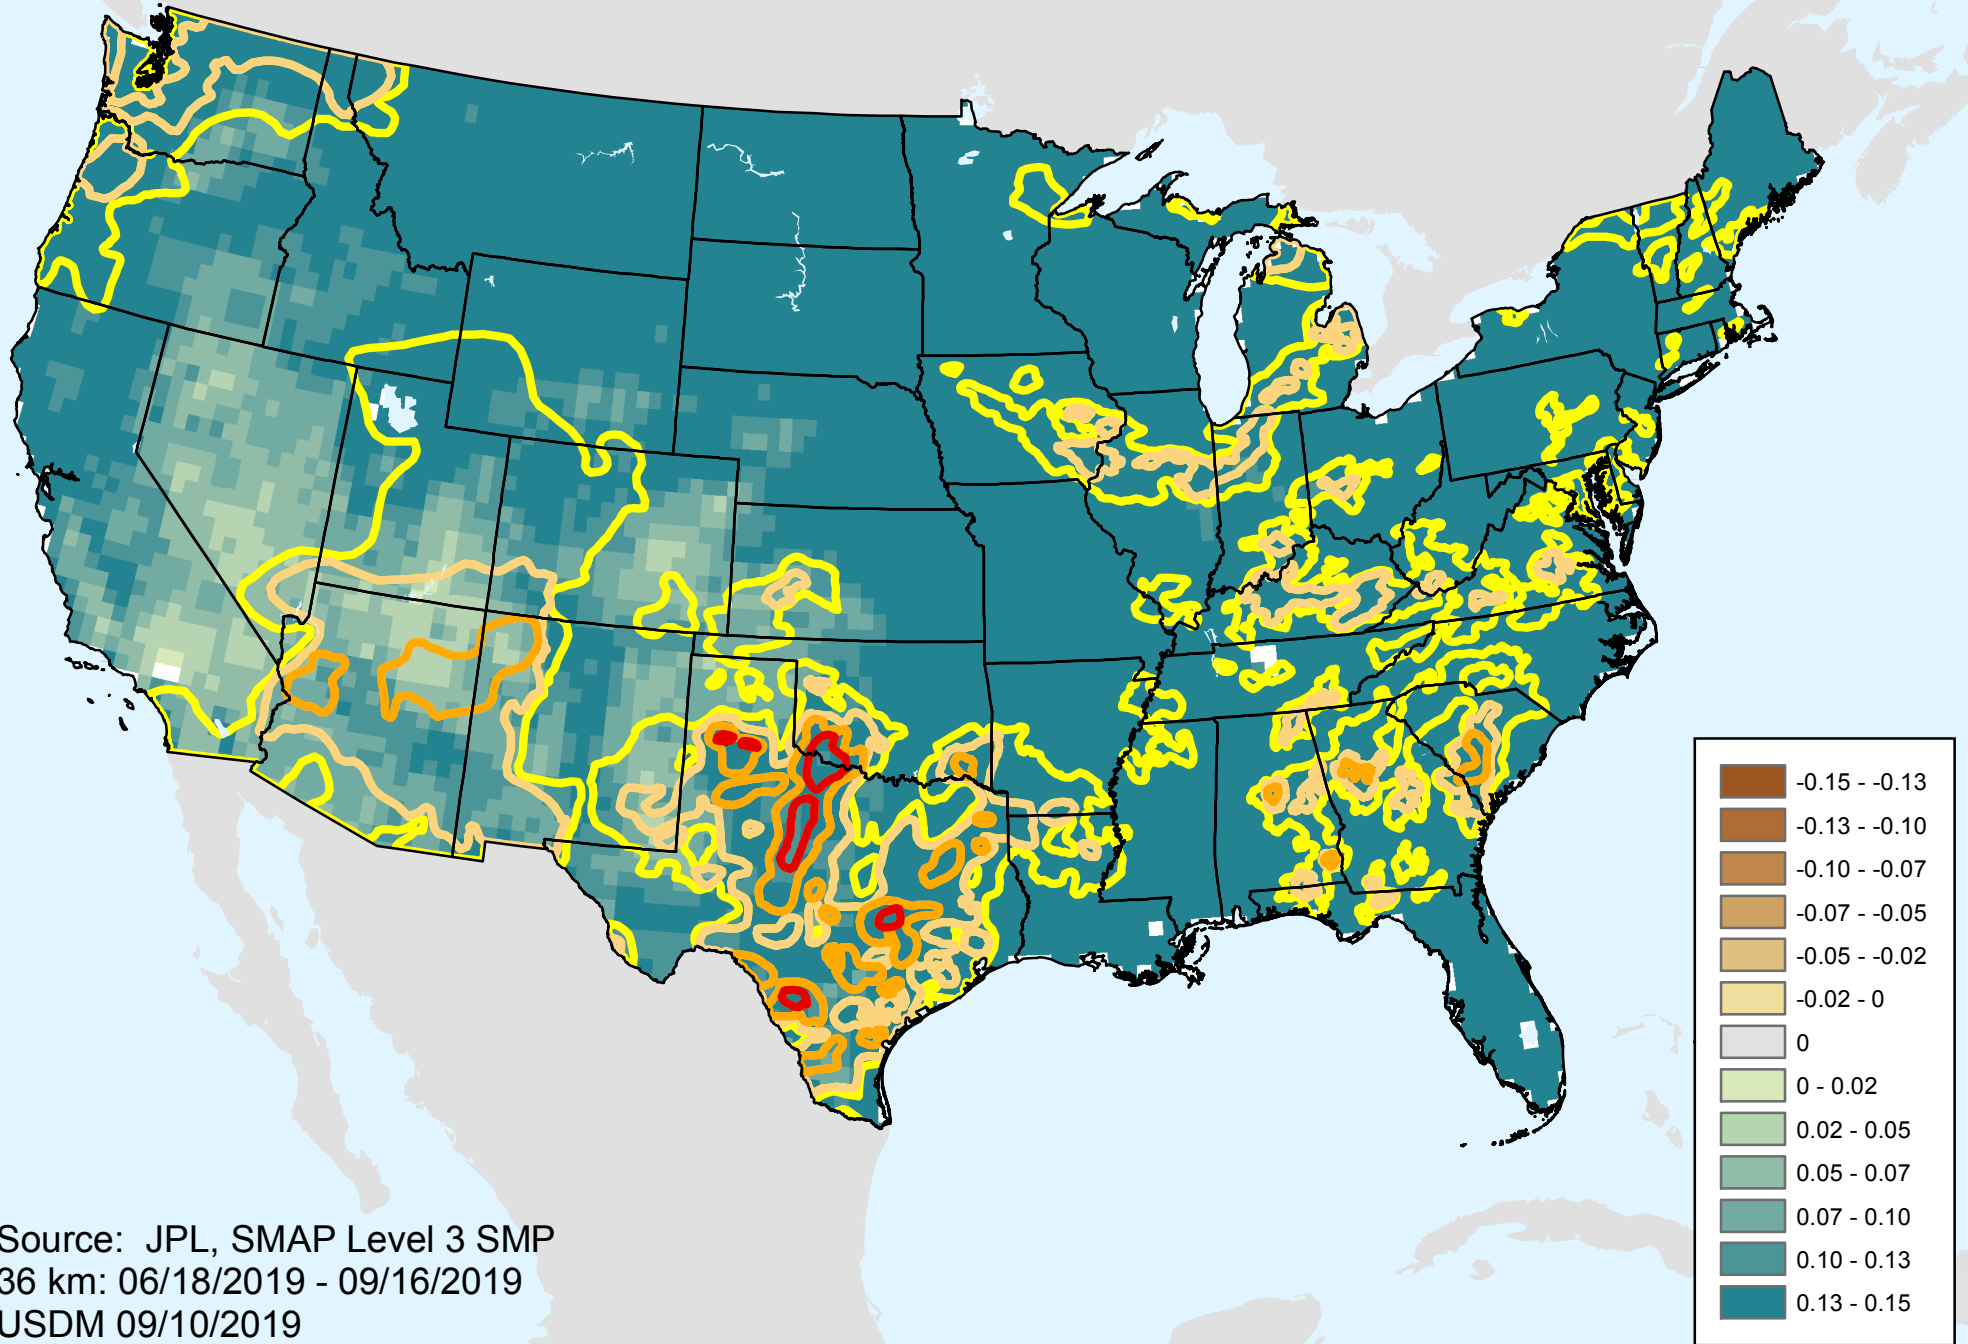 -0.15 - -0.13
-0.13 - -0.10
-0.10 - -0.07
-0.07 - -0.05
-0.05 - -0.02
-0.02 - 0
0
0 - 0.02
0.02 - 0.05
0.05 - 0.07
0.07 - 0.10
0.10 - 0.13
0.13 - 0.15
Source: JPL, SMAP Level 3 SMP
36 km: 06/18/2019 - 09/16/2019
USDM 09/10/2019